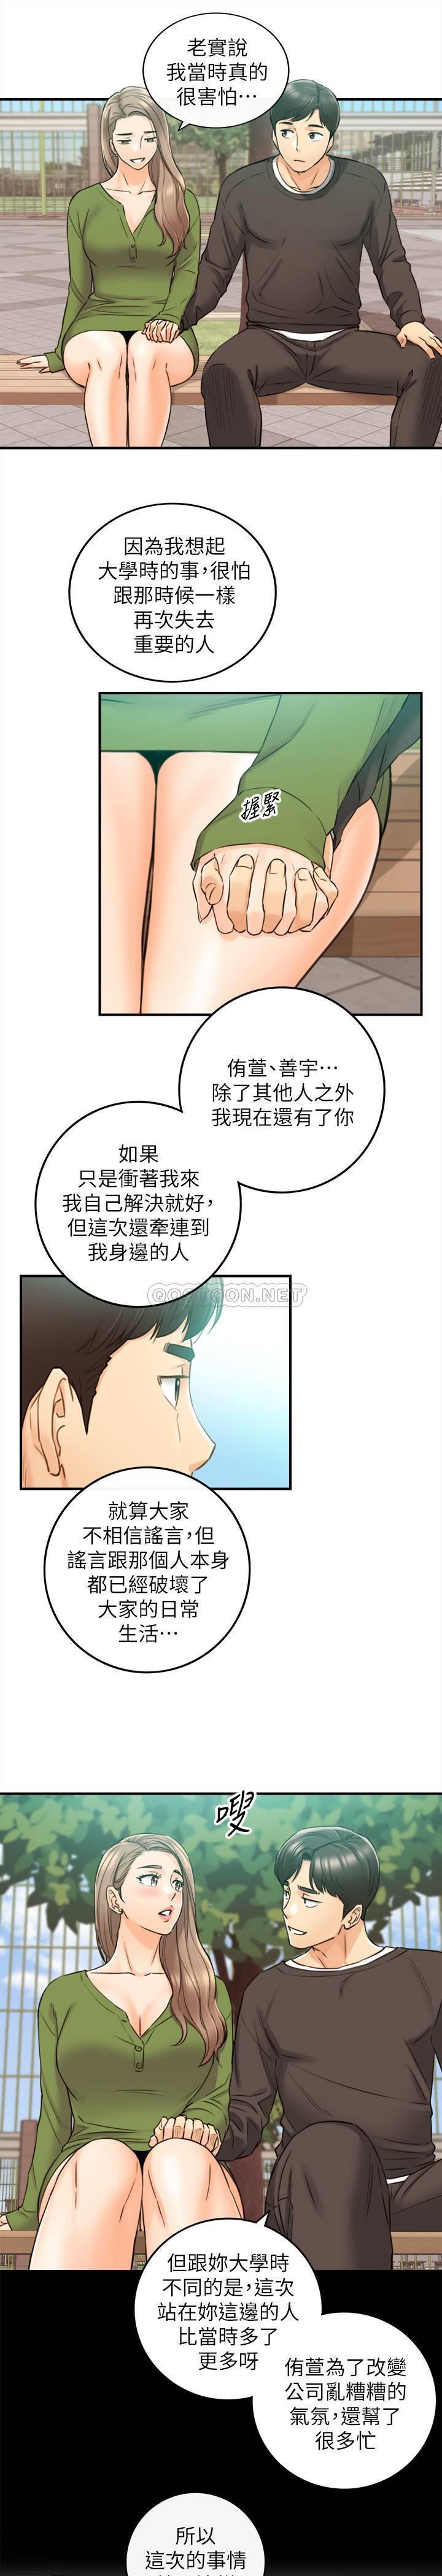 老實說
我當時真的
很害怕…
因為我想起
大學時的事,很怕
跟那時候一樣
再次失去
重要的人
握緊
侑萱、善宇…
除了其他人之外
我現在還有了你
如果
只是衝著我來
我自己解決就好,
但這次還牽連到
我身邊的人
TOPTOON.NET
就算大家
不相信謠言,但
謠言跟那個人本身
都已經破壞了
大家的日常
生活…
嗖
但跟妳大學時
不同的是,這次
站在妳這邊的人
比當時多了
更多呀
侑萱為了改變
公司亂糟糟的
氣氛,還幫了
很多忙
所以
這次的事情